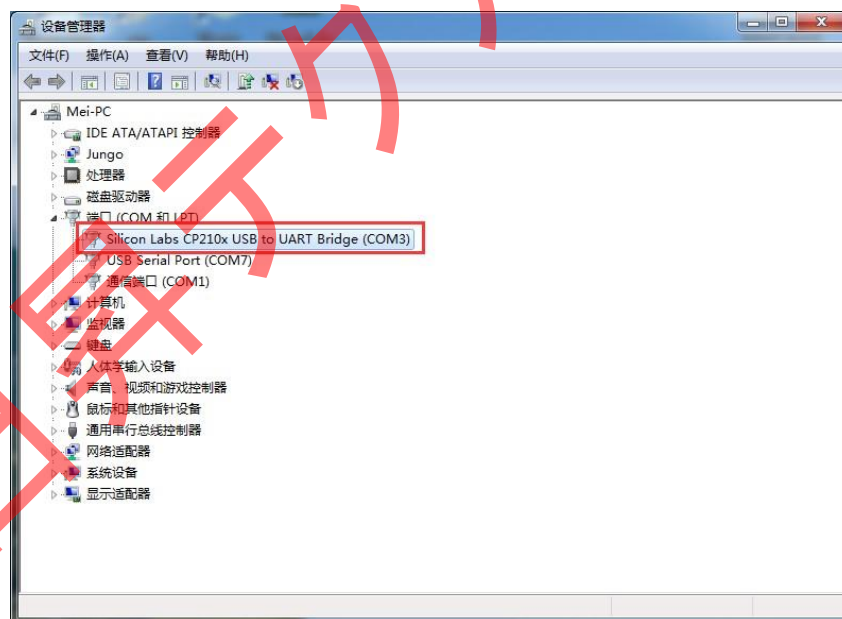 设备管理器
文件(F) 操作(A) 查看(V) 帮助(H)
Mei-PC
IDE ATA/ATAPI 控制器
Jungo
处理器
磁盘驱动器
端口 (COM 和 LPT)
Silicon Labs CP210x USB to UART Bridge (COM3)
USB Serial Port (COM7)
通信端口 (COM1)
计算机
监视器
键盘
人体学输入设备
声音、视频和游戏控制器
鼠标和其他指针设备
通用串行总线控制器
网络适配器
系统设备
显示适配器